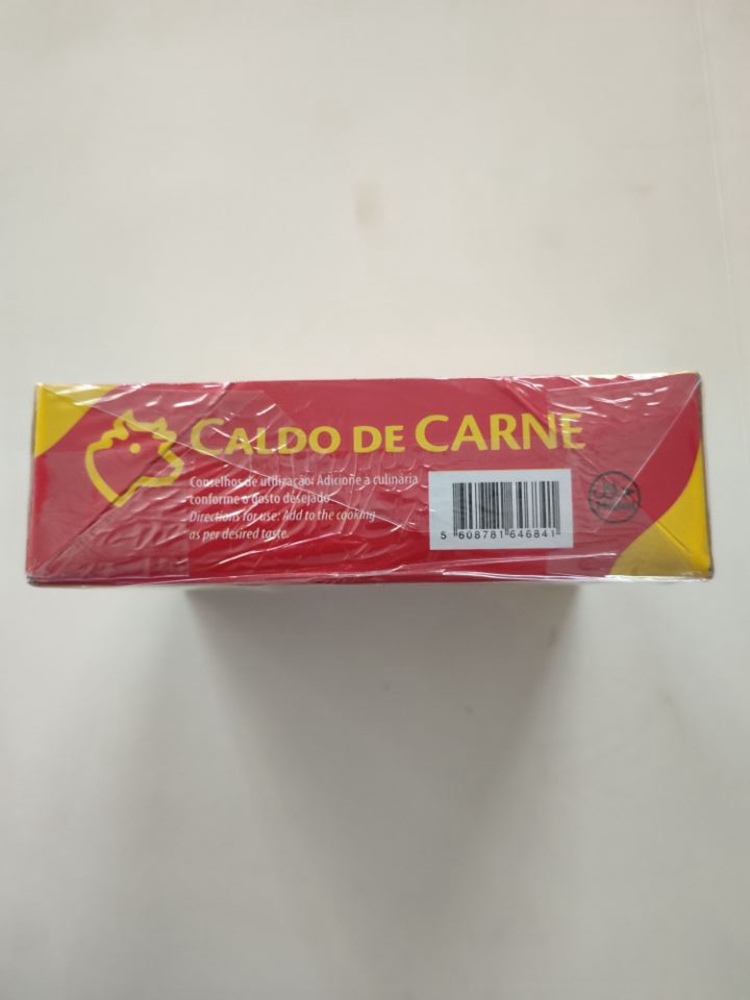 CALDO DE CARNE
Conselhos de utilização: Adicione à culinária
conforme o gosto desejado
Directions for use: Add to the cooking
as per desired taste.
5 608781 646841
حلال